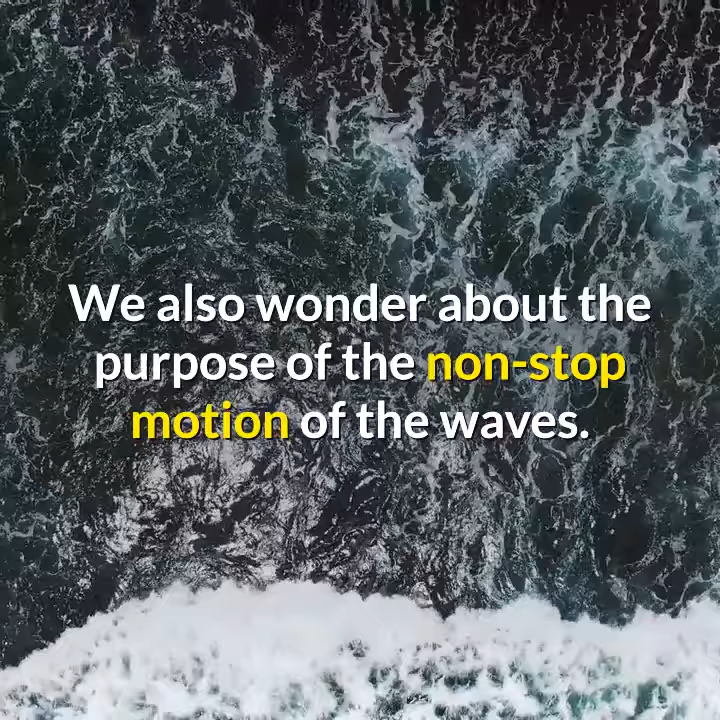 We also wonder about the
purpose of the non-stop
motion of the waves.